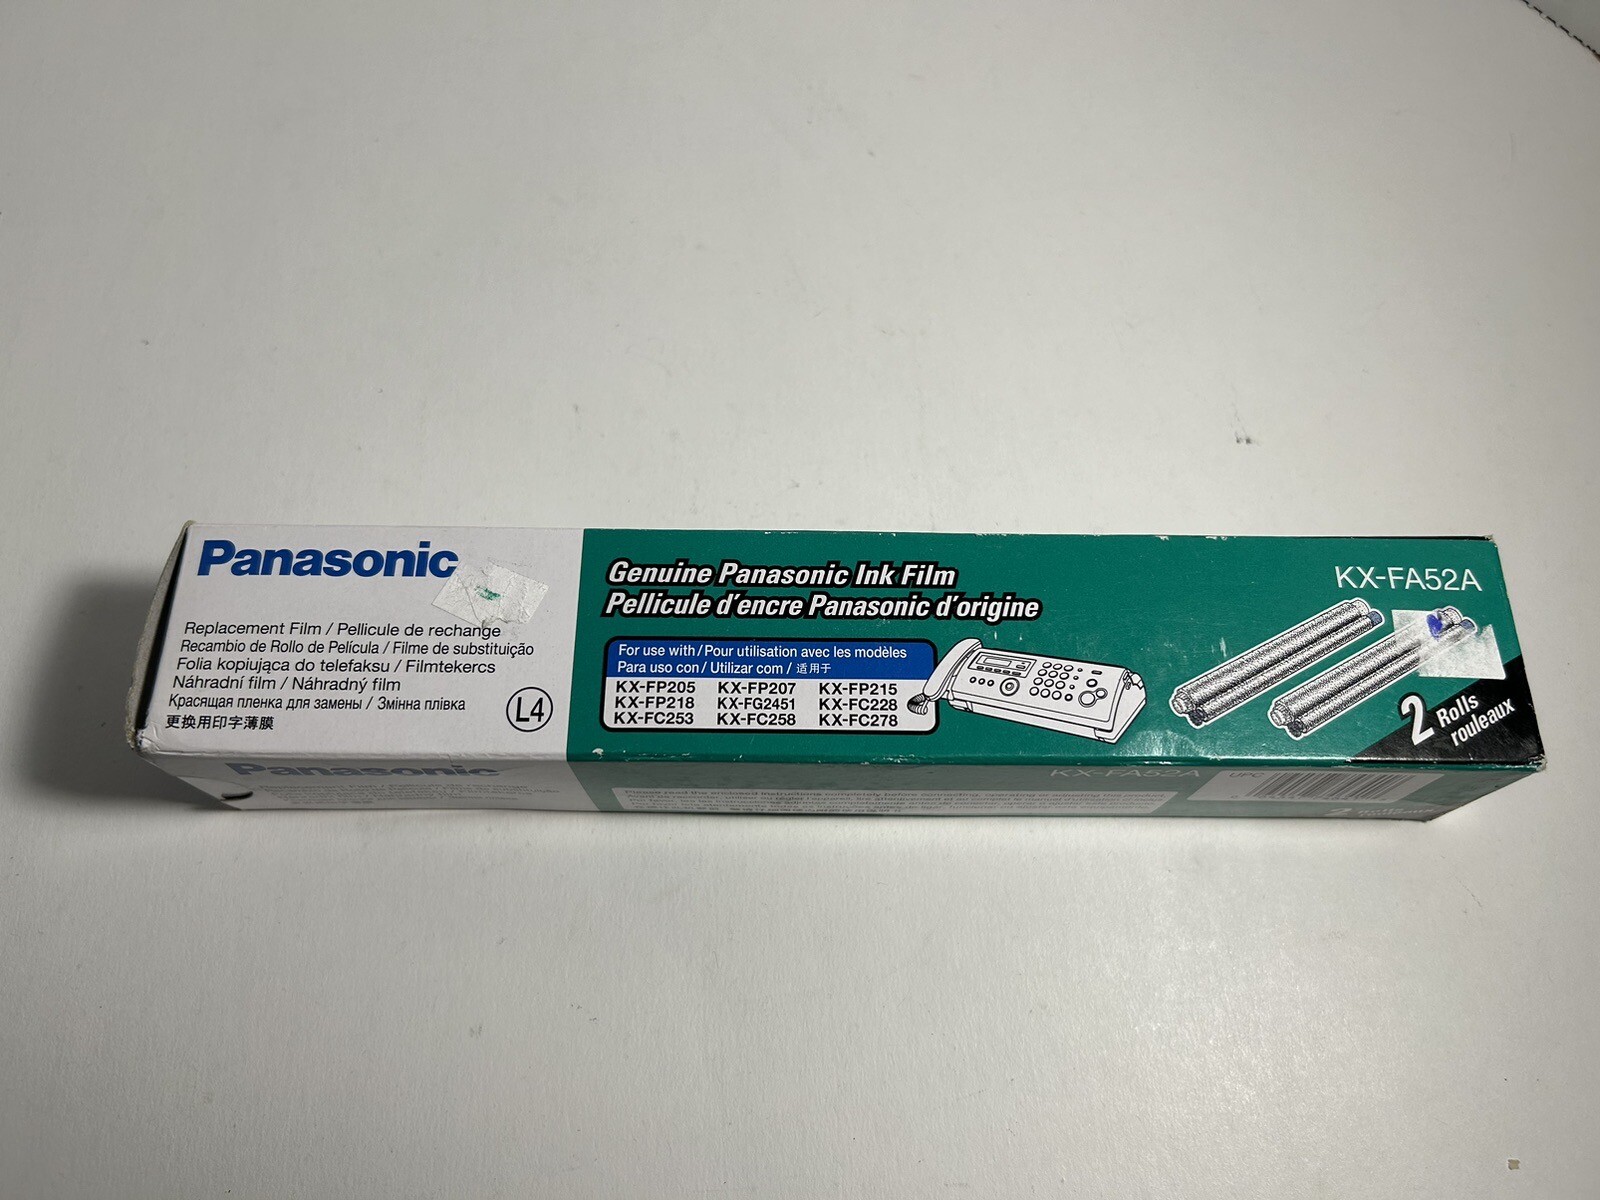 Panasonic
Replacement Film / Pellicule de rechange
Recambio de Rollo de Película / Filme de substituição
Folia kopiująca do telefaksu / Filmtekercs
Náhradní film / Náhradný film
Красящая пленка для замены / Змінна плівка
更换用印字薄膜
L4
Genuine Panasonic Ink Film
Pellicule d'encre Panasonic d'origine
For use with / Pour utilisation avec les modèles
Para uso con / Utilizar com / 适用于
KX-FP205 KX-FP207 KX-FP215
KX-FP218 KX-FG2451 KX-FC228
KX-FC253 KX-FC258 KX-FC278
KX-FA52A
2 Rolls
rouleaux
Panasonic
KX-FA52A
UPC
2